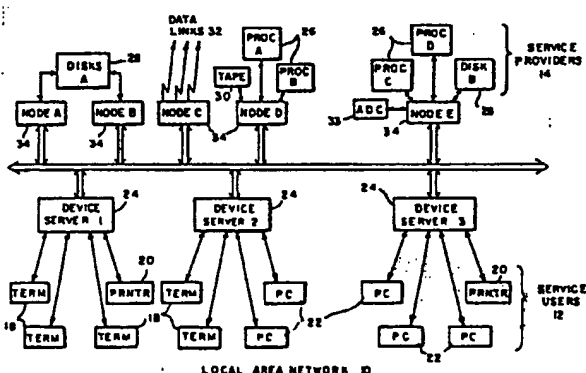 DATA
LINKS 32
PROC
A
26
PROC
D
SERVICE
PROVIDERS 14
DISKS
A
28
TAPE
30
PROC
B
PROC
C
DISK
B
28
NODE A
NODE B
NODE C
NODE D
ADC
33
NODE E
34
34
34
34
DEVICE
SERVER 1
24
DEVICE
SERVER 2
24
24
DEVICE
SERVER 3
20
TERM
PRNTR
TERM
PC
PC
PRNTR
20
SERVICE
USERS
12
18
TERM
TERM
18
TERM
PC
22
PC
PC
22
LOCAL AREA NETWORK 10